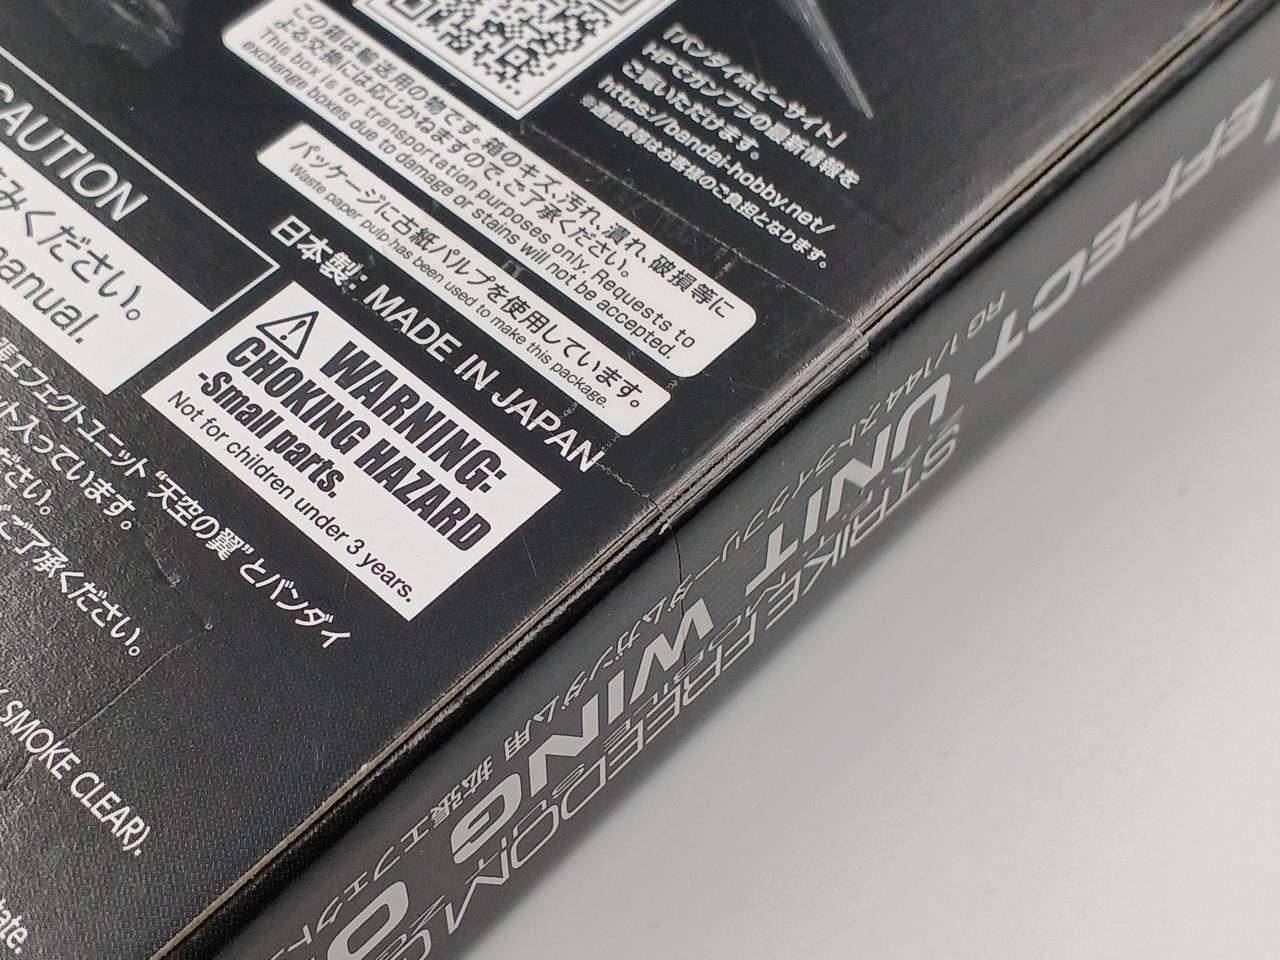 「バンダイホビーサイト」
HPでガンプラの最新情報を
ご覧いただけます。
https://bandai-hobby.net/
※通信費等はお客様のご負担となります。
この箱は輸送用の物です。箱のキズ、汚れ、潰れ、破損等に
よる交換には応じかねますので、ご了承ください。
This box is for transportation purposes only. Requests to
exchange boxes due to damage or stains will not be accepted.
パッケージに古紙パルプを使用しています。
Waste paper pulp has been used to make this package.
日本製: MADE IN JAPAN
WARNING:
CHOKING HAZARD
-Small parts.
Not for children under 3 years.
CAUTION
みください。
manual.
張エフェクトユニット “天空の翼”とバンダイ
ット入っています。
ださい。
ご了承ください。
SMOKE CLEAR).
ate.
EFFECT UNIT WING O
RG 1/144 ストライクフリーダムガンダム用 拡張エフェクト
STRIKE FREEDOM G